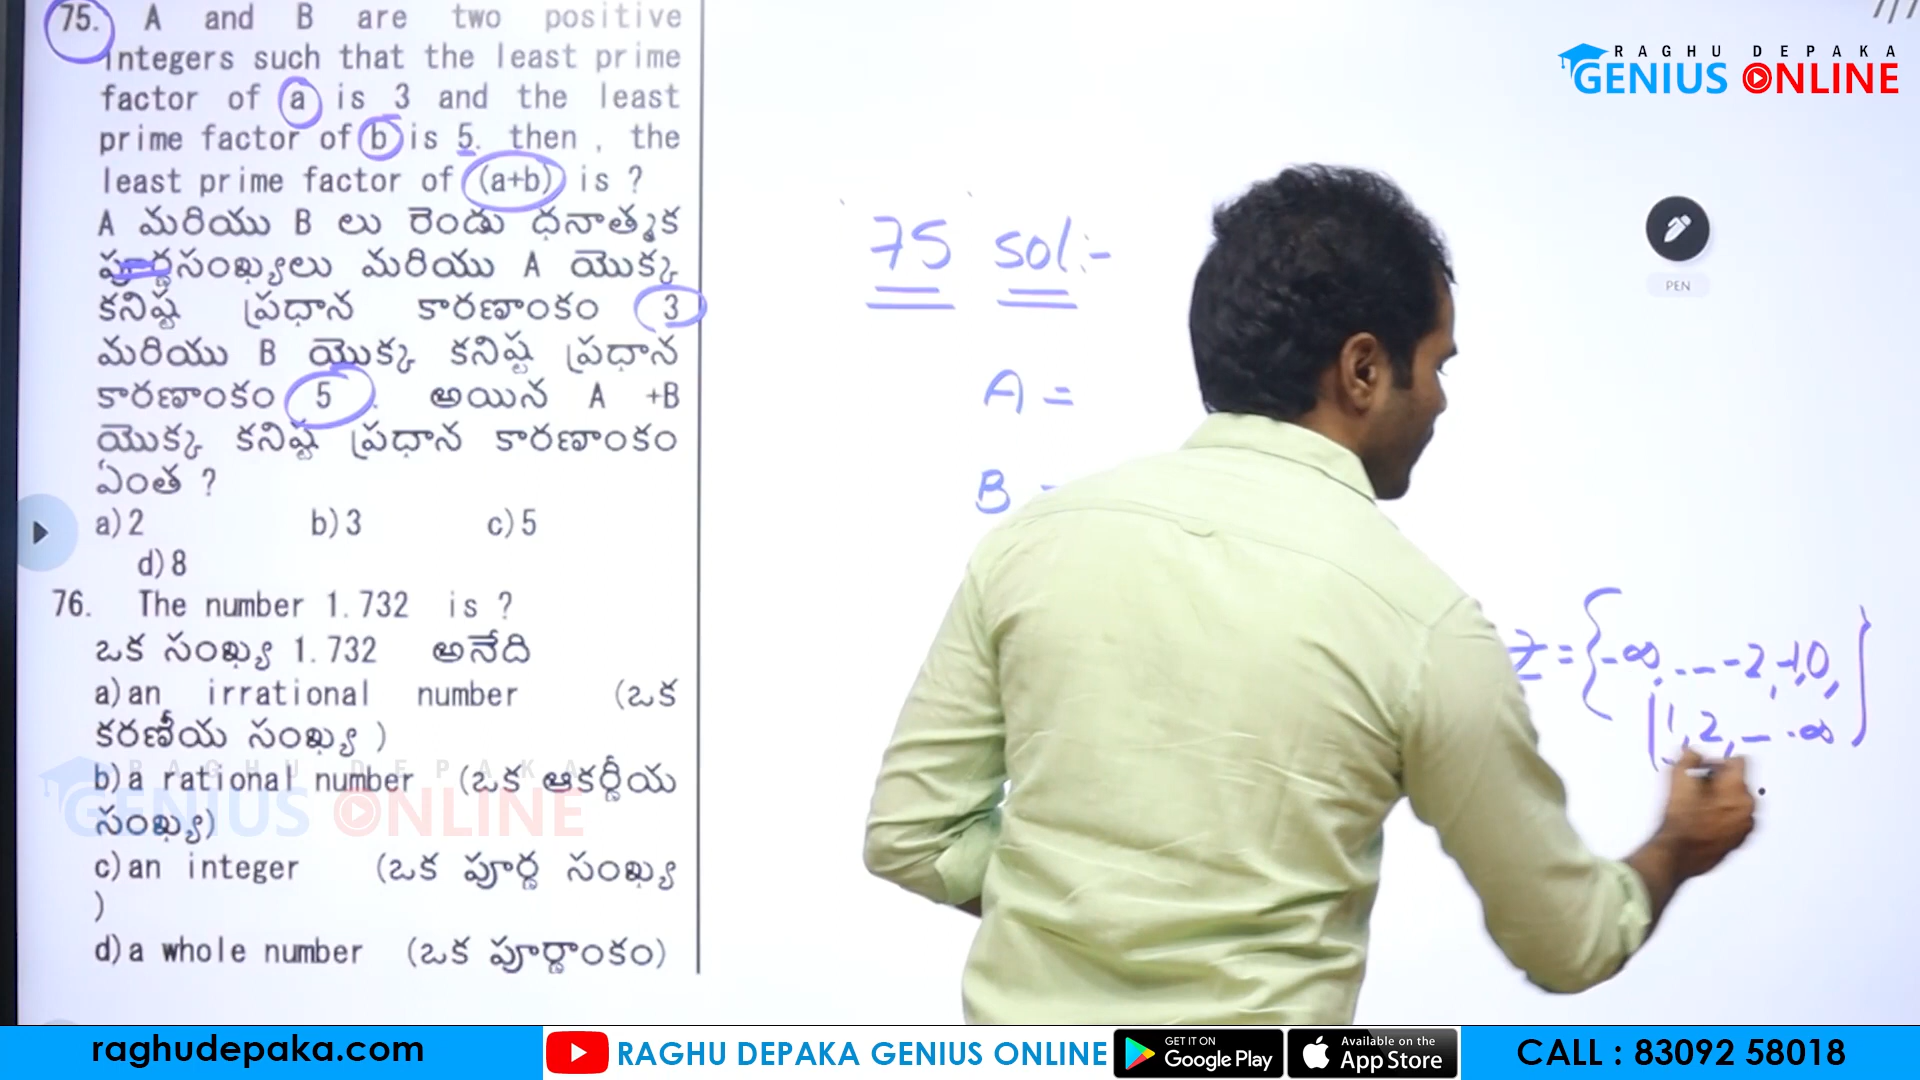 75. A and B are two positive
integers such that the least prime
factor of a is 3 and the least
prime factor of b is 5. then , the
least prime factor of (a+b) is ?
A మరియు B లు రెండు ధనాత్మక
పూర్ణసంఖ్యలు మరియు A యొక్క
కనిష్ట ప్రధాన కారణాంకం 3
మరియు B యొక్క కనిష్ట ప్రధాన
కారణాంకం 5 . అయిన A +B
యొక్క కనిష్ట ప్రధాన కారణాంకం
ఏంత ?
a)2 b)3 c)5
d)8
76. The number 1.732 is ?
ఒక సంఖ్య 1.732 అనేది
a)an irrational number (ఒక
కరణీయ సంఖ్య )
b)a rational number (ఒక ఆకర్ణీయ
సంఖ్య)
c)an integer (ఒక పూర్ణ సంఖ్య
)
d)a whole number (ఒక పూర్ణాంకం)
RAGHU DEPAKA
GENIUS ONLINE
75 sol:-
A =
B
PEN
Z = {-∞, ... -2, -1, 0,
1, 2, ... ∞}
RAGHU DEPAKA
GENIUS ONLINE
raghudepaka.com
RAGHU DEPAKA GENIUS ONLINE
GET IT ON
Google Play
Available on the
App Store
CALL : 83092 58018